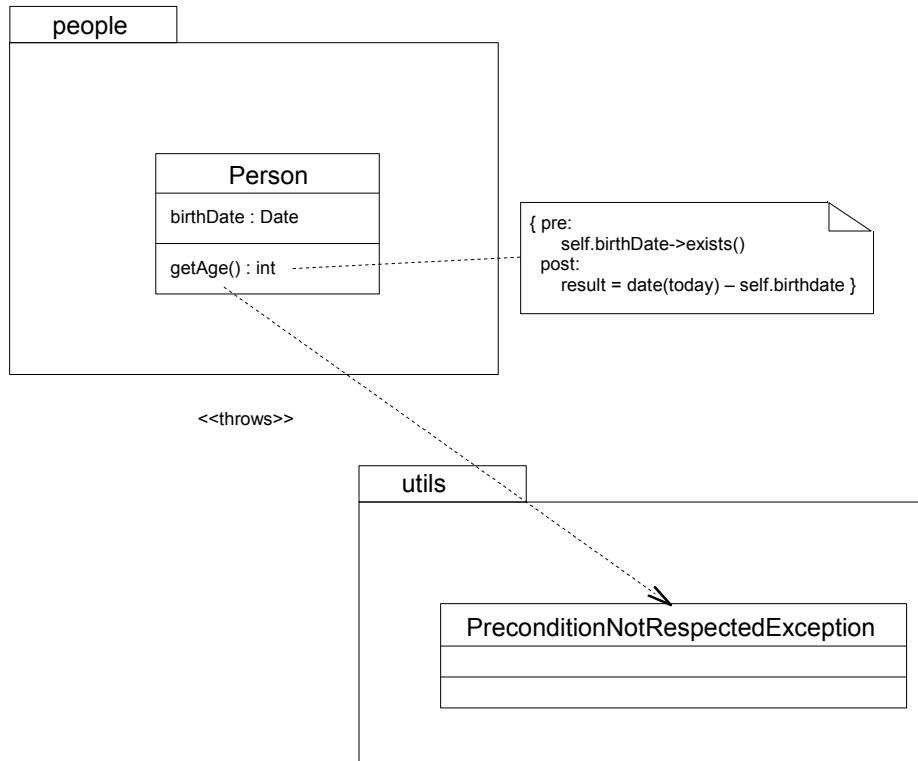 people
Person
birthDate : Date
getAge() : int
{ pre:
self.birthDate->exists()
post:
result = date(today) – self.birthdate }
<<throws>>
utils
PreconditionNotRespectedException